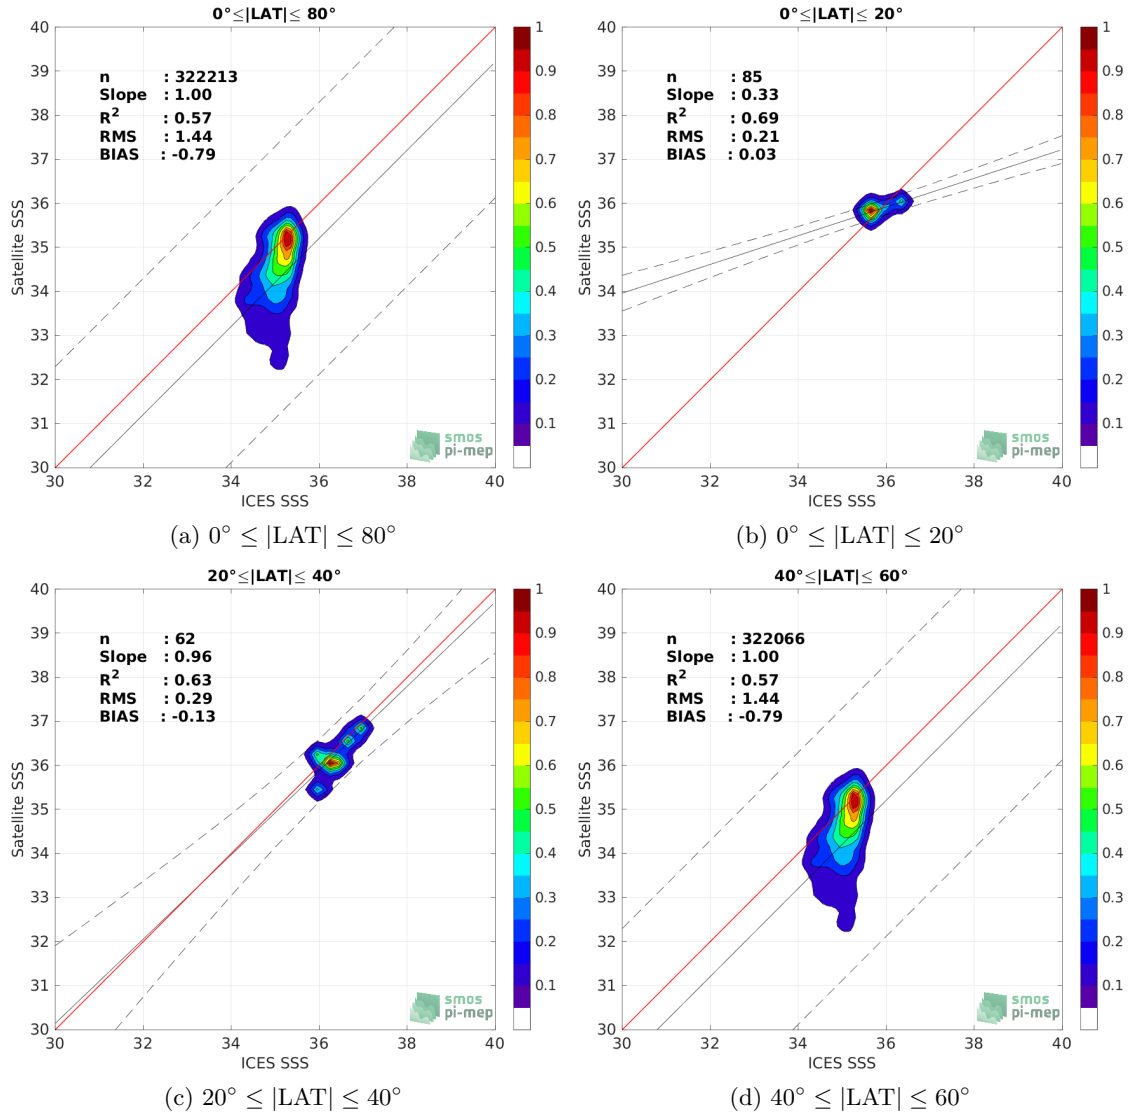 0°≤|LAT|≤ 80°
n : 322213
Slope : 1.00
R² : 0.57
RMS : 1.44
BIAS : -0.79
Satellite SSS
40
39
38
37
36
35
34
33
32
31
30
30 32 34 36 38 40
ICES SSS
1
0.9
0.8
0.7
0.6
0.5
0.4
0.3
0.2
0.1
smos
pi-mep
(a) 0° ≤ |LAT| ≤ 80°
0°≤|LAT|≤ 20°
n : 85
Slope : 0.33
R² : 0.69
RMS : 0.21
BIAS : 0.03
Satellite SSS
40
39
38
37
36
35
34
33
32
31
30
30 32 34 36 38 40
ICES SSS
1
0.9
0.8
0.7
0.6
0.5
0.4
0.3
0.2
0.1
smos
pi-mep
(b) 0° ≤ |LAT| ≤ 20°
20°≤|LAT|≤ 40°
n : 62
Slope : 0.96
R² : 0.63
RMS : 0.29
BIAS : -0.13
Satellite SSS
40
39
38
37
36
35
34
33
32
31
30
30 32 34 36 38 40
ICES SSS
1
0.9
0.8
0.7
0.6
0.5
0.4
0.3
0.2
0.1
smos
pi-mep
(c) 20° ≤ |LAT| ≤ 40°
40°≤|LAT|≤ 60°
n : 322066
Slope : 1.00
R² : 0.57
RMS : 1.44
BIAS : -0.79
Satellite SSS
40
39
38
37
36
35
34
33
32
31
30
30 32 34 36 38 40
ICES SSS
1
0.9
0.8
0.7
0.6
0.5
0.4
0.3
0.2
0.1
smos
pi-mep
(d) 40° ≤ |LAT| ≤ 60°